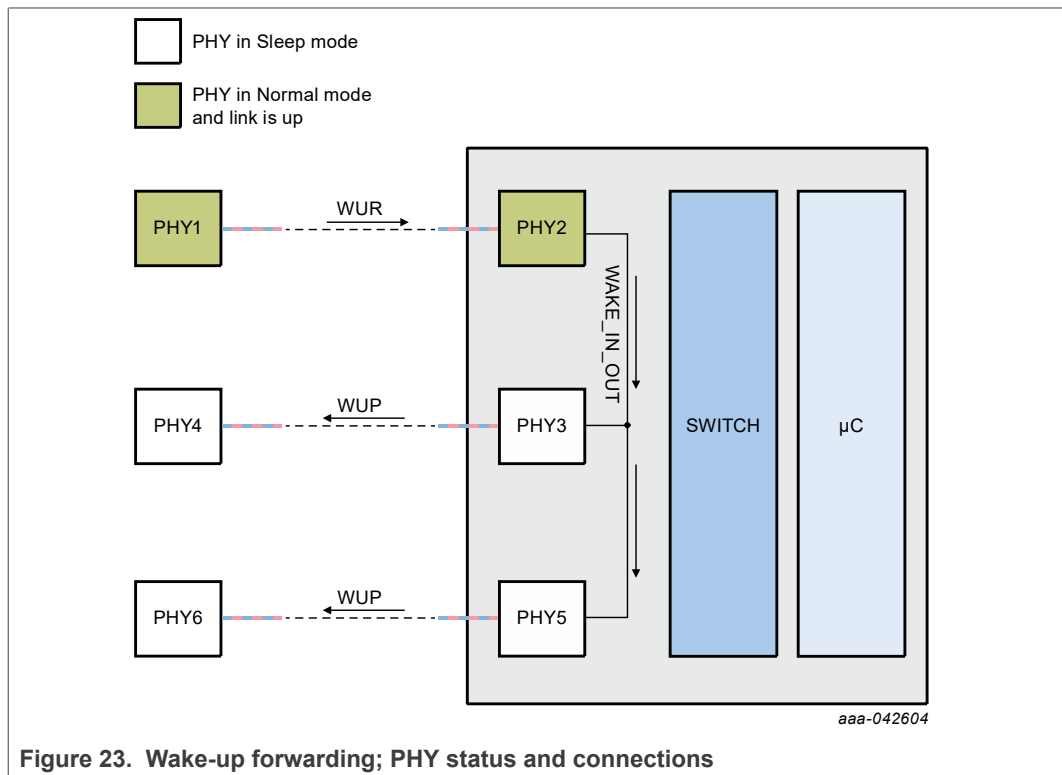 PHY in Sleep mode
PHY in Normal mode
and link is up
PHY1
WUR
PHY2
WAKE_IN_OUT
PHY4
WUP
PHY3
SWITCH
µC
PHY6
WUP
PHY5
aaa-042604
Figure 23. Wake-up forwarding; PHY status and connections